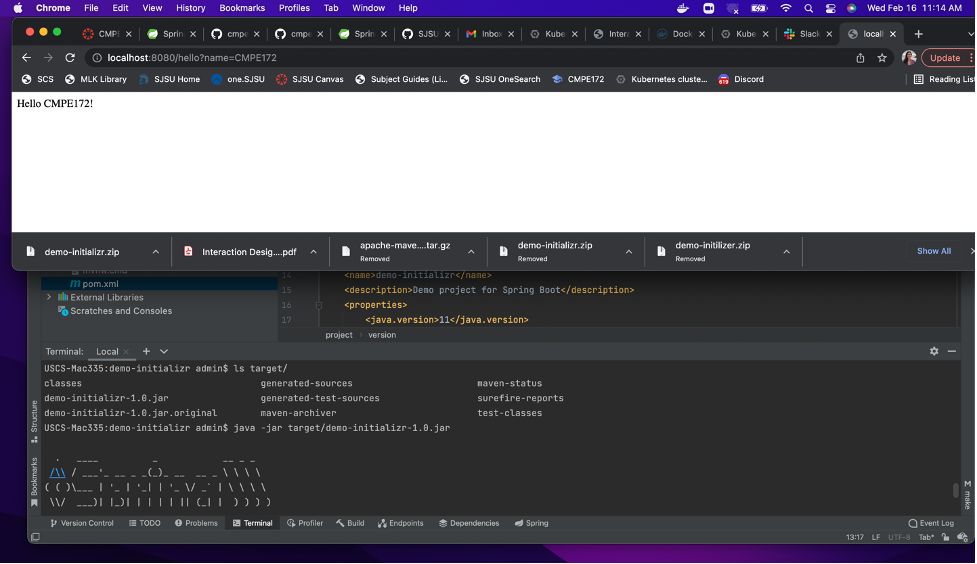 Chrome File Edit View History Bookmarks Profiles Tab Window Help Wed Feb 16 11:14 AM
CMP Sprin cmpe cmpe Sprin SJSU Inbox Kube Intera Dock Kube Slack locall
localhost:8080/hello?name=CMPE172 Update
SCS MLK Library SJSU Home one.SJSU SJSU Canvas Subject Guides (Li... SJSU OneSearch CMPE172 Kubernetes cluste... Discord Reading List
Hello CMPE172!
demo-initializr.zip Interaction Desig....pdf apache-mave....tar.gz demo-initializr.zip demo-initilizer.zip Show All
Removed Removed Removed
mvnw.cmd 14 <name>demo-initializr</name>
pom.xml 15 <description>Demo project for Spring Boot</description>
External Libraries 16 <properties>
Scratches and Consoles 17 <java.version>11</java.version>
project › version
Terminal: Local
USCS-Mac335:demo-initializr admin$ ls target/
classes generated-sources maven-status
demo-initializr-1.0.jar generated-test-sources surefire-reports
demo-initializr-1.0.jar.original maven-archiver test-classes
USCS-Mac335:demo-initializr admin$ java -jar target/demo-initializr-1.0.jar
  .   ____          _            __ _ _
 /\\ / ___'_ __ _ _(_)_ __  __ _ \ \ \ \
( ( )\___ | '_ | '_| | '_ \/ _` | \ \ \ \
 \\/  ___)| |_)| | | | | || (_| |  ) ) ) )
Structure
Bookmarks
make
Version Control TODO Problems Terminal Profiler Build Endpoints Dependencies Spring Event Log
13:17 LF UTF-8 Tab*